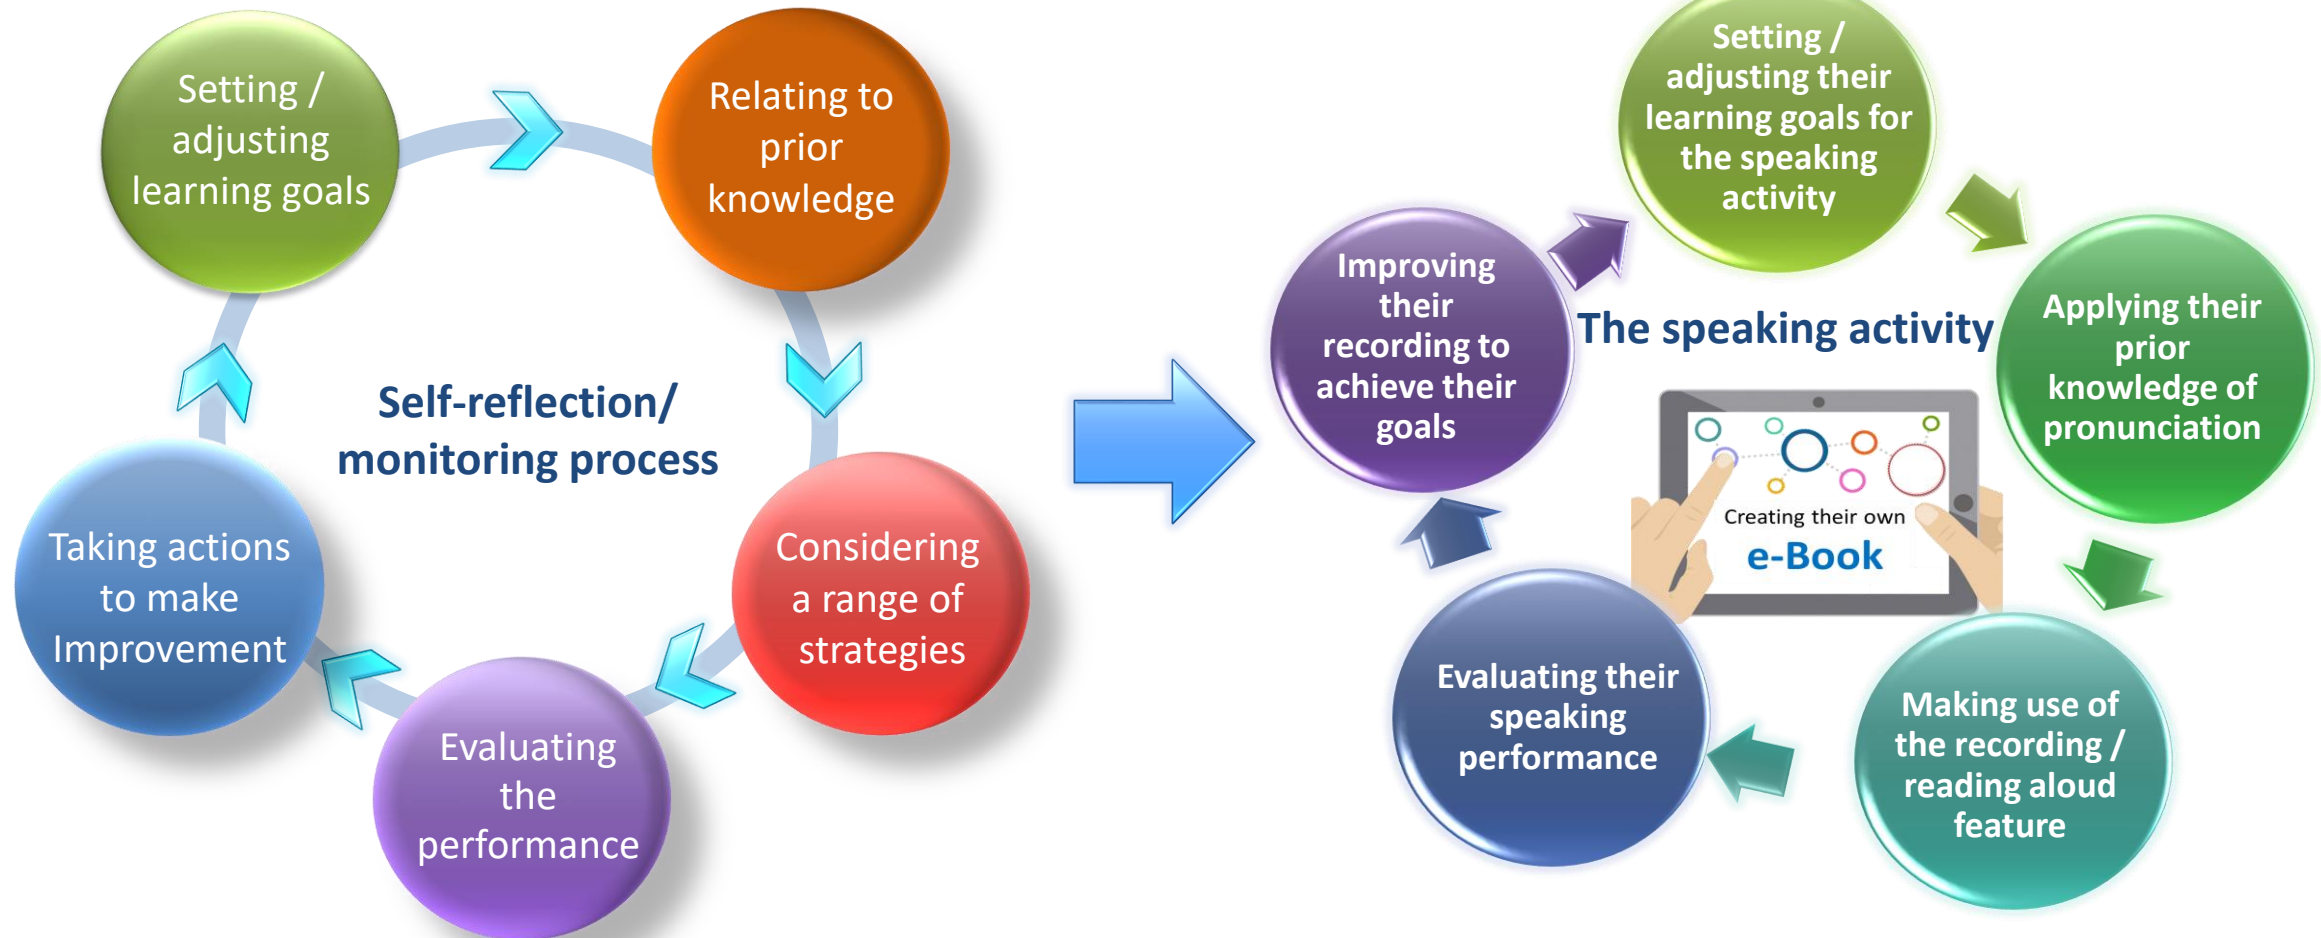 Setting /
adjusting
learning goals
Relating to
prior
knowledge
Considering
a range of
strategies
Evaluating
the
performance
Taking actions
to make
Improvement
Self-reflection/
monitoring process
Setting /
adjusting their
learning goals for
the speaking
activity
Applying their
prior
knowledge of
pronunciation
Making use of
the recording /
reading aloud
feature
Evaluating their
speaking
performance
Improving
their
recording to
achieve their
goals
The speaking activity
Creating their own
e-Book